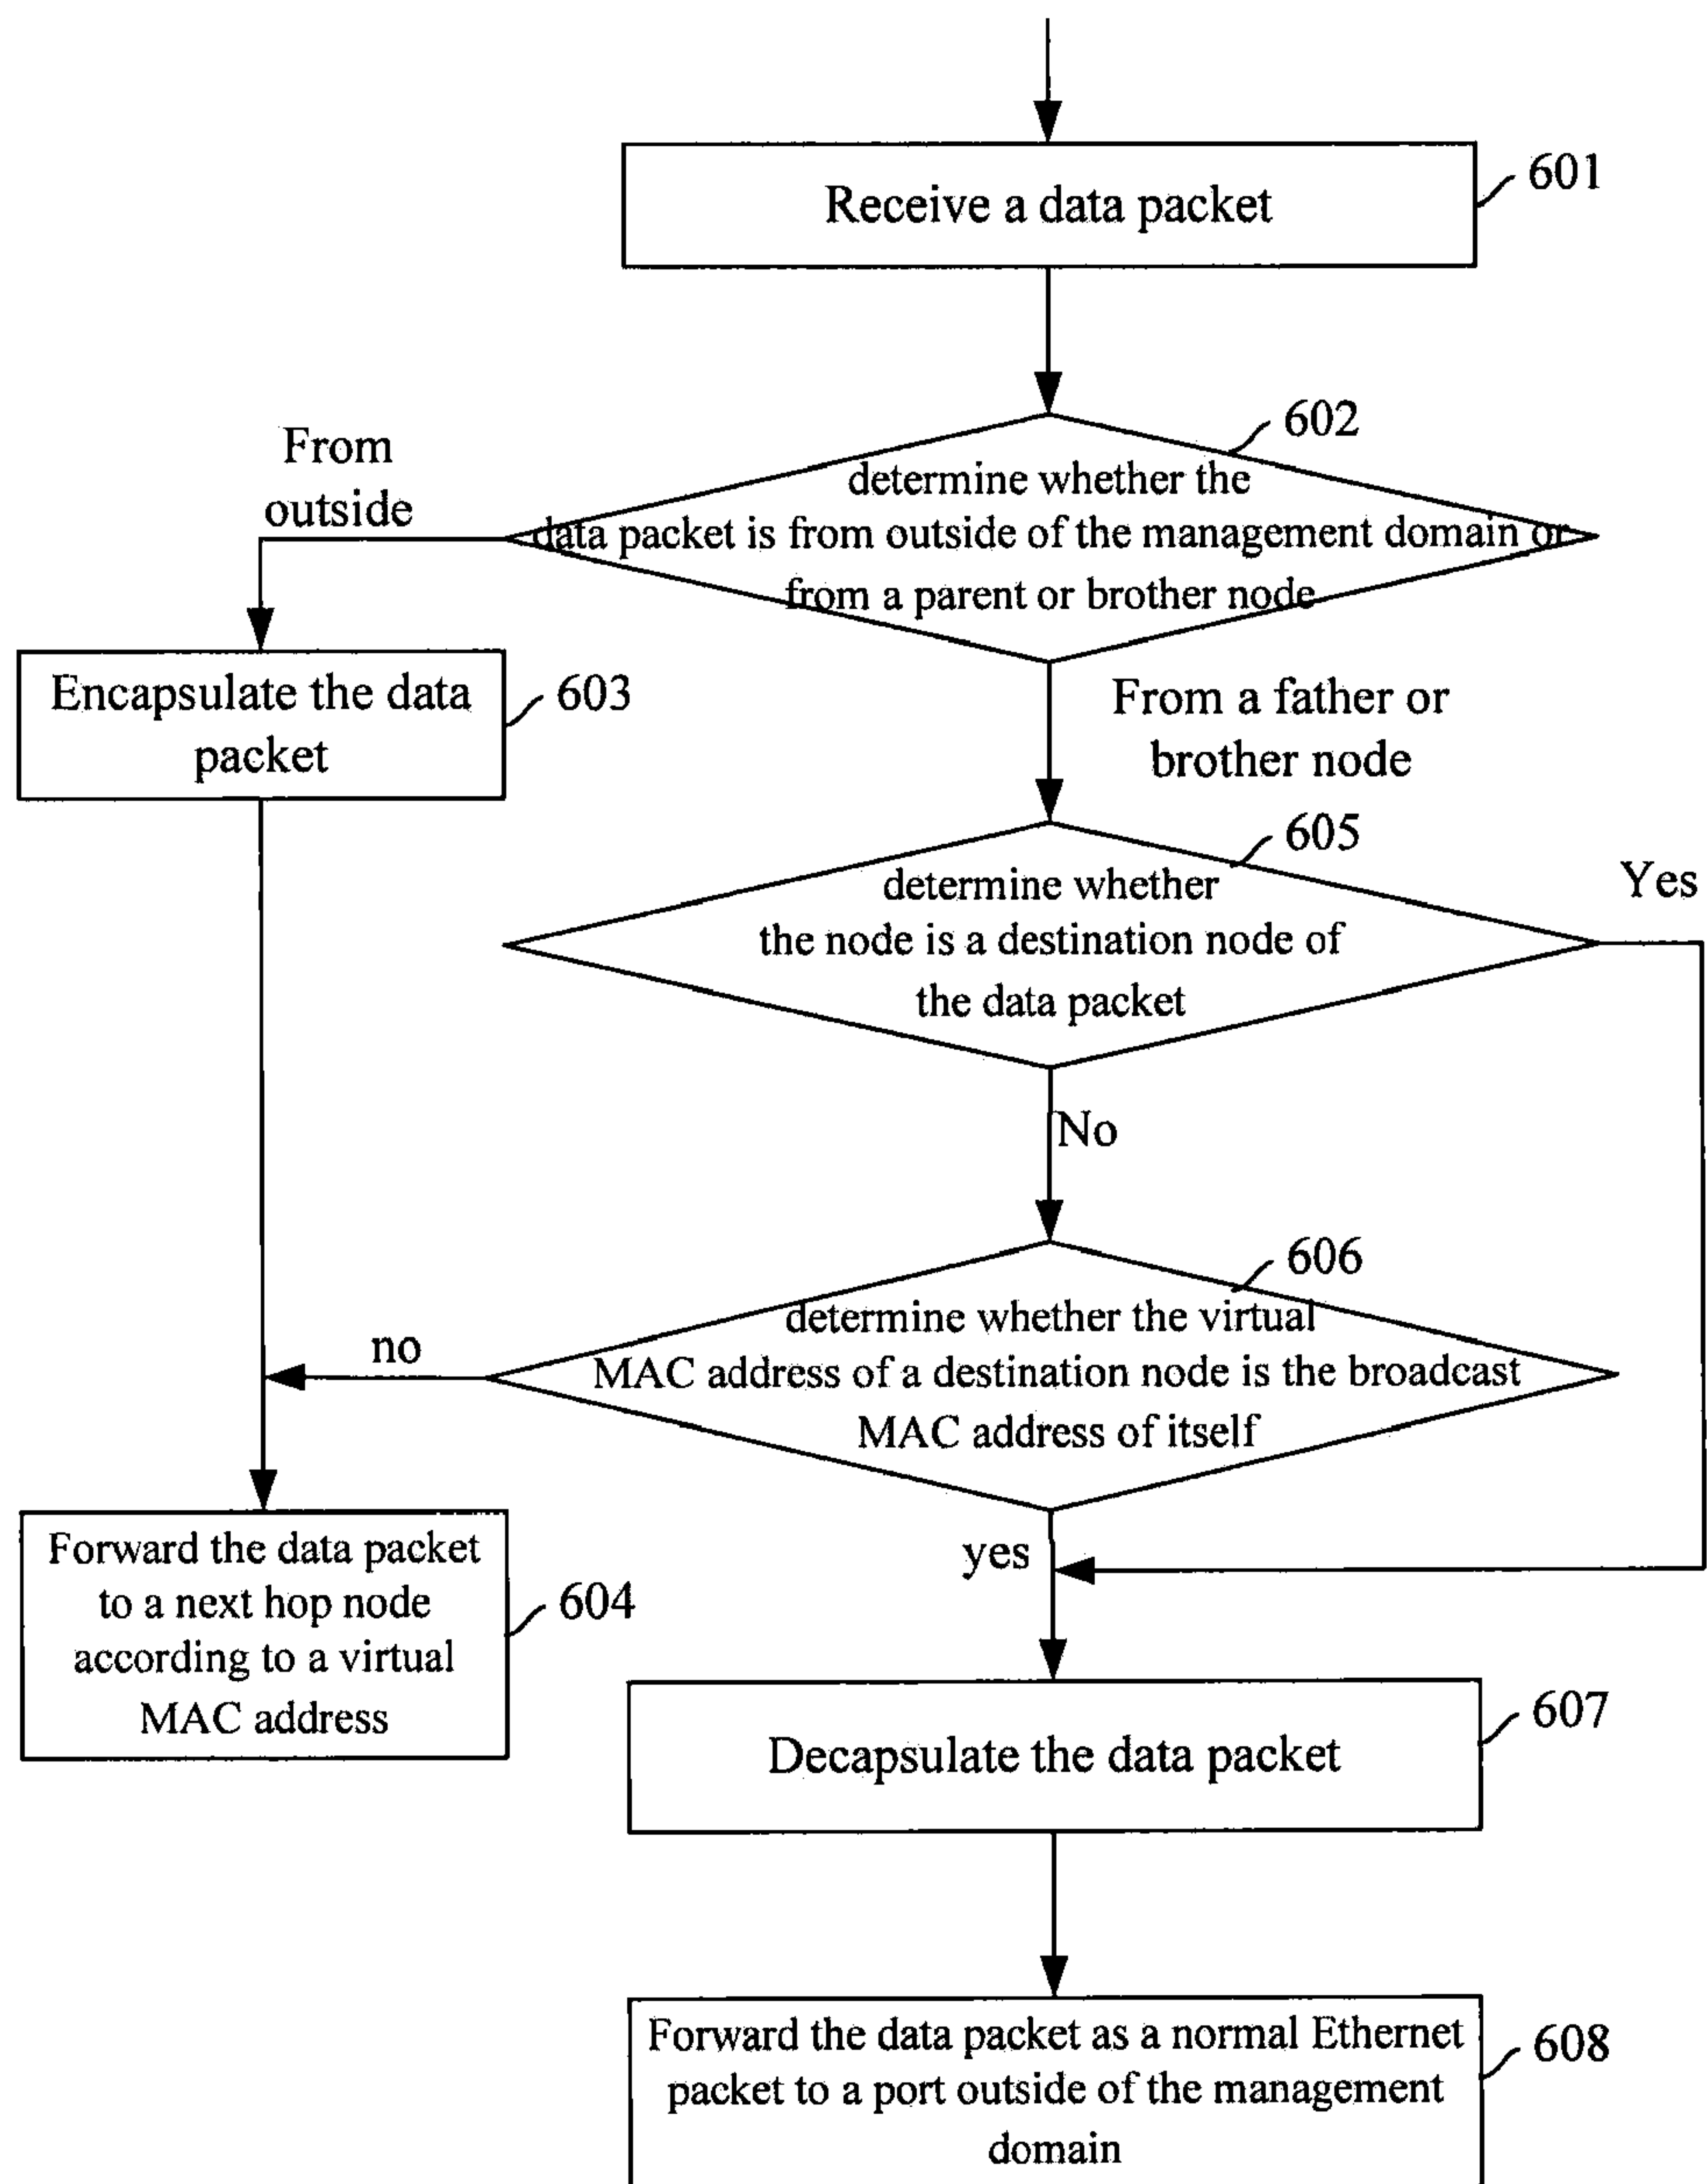 Receive a data packet
601
602
From
outside
determine whether the
data packet is from outside of the management domain or
from a parent or brother node
Encapsulate the data
packet
603
From a father or
brother node
605
Yes
determine whether
the node is a destination node of
the data packet
No
606
determine whether the virtual
MAC address of a destination node is the broadcast
MAC address of itself
no
yes
Forward the data packet
to a next hop node
according to a virtual
MAC address
604
Decapsulate the data packet
607
Forward the data packet as a normal Ethernet
packet to a port outside of the management
domain
608